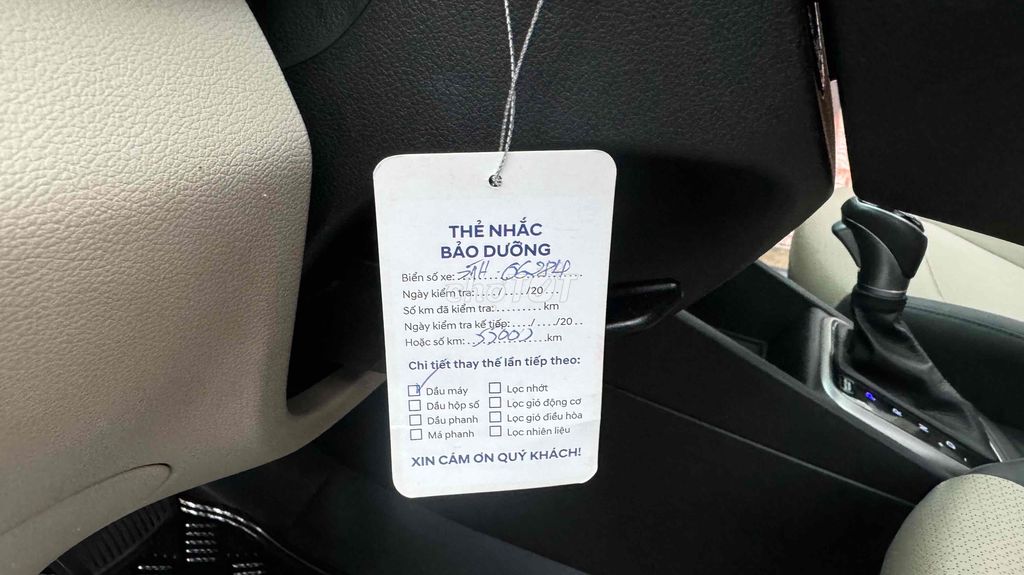 THẺ NHẮC
BẢO DƯỠNG
Biển số xe:
Ngày kiểm tra:....../....../20...
Số km đã kiểm tra:..........km
Ngày kiểm tra kế tiếp:..../..../20..
Hoặc số km:..55000..km
Chi tiết thay thế lần tiếp theo:
Dầu máy Lọc nhớt
Dầu hộp số Lọc gió động cơ
Dầu phanh Lọc gió điều hòa
Má phanh Lọc nhiên liệu
XIN CẢM ƠN QUÝ KHÁCH!
chợTỐT